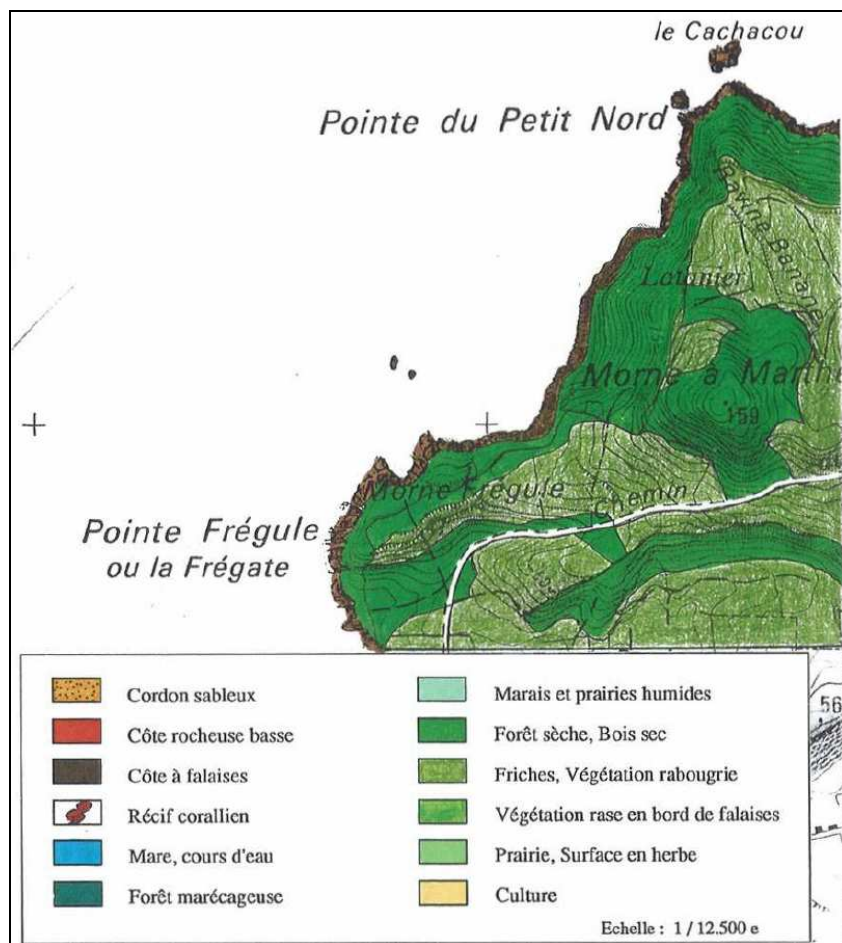 le Cachacou
Pointe du Petit Nord
Ravine Banane
Latanier
Morne à Marthe
159
Morne Frégule
Chemin
Pointe Frégule
ou la Frégate
Cordon sableux
Côte rocheuse basse
Côte à falaises
Récif corallien
Mare, cours d'eau
Forêt marécageuse
Marais et prairies humides
Forêt sèche, Bois sec
Friches, Végétation rabougrie
Végétation rase en bord de falaises
Prairie, Surface en herbe
Culture
Echelle : 1 / 12.500 e
56